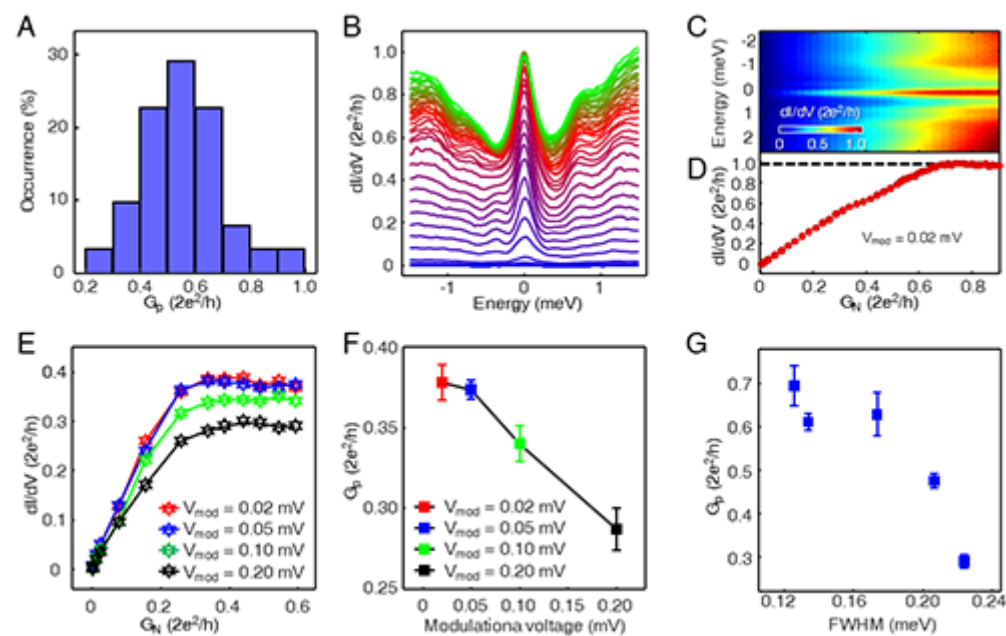 A
Occurrence (%)
30
20
10
0
0.2 0.4 0.6 0.8 1.0
Gp (2e²/h)
B
dI/dV (2e²/h)
1.0
0.8
0.6
0.4
0.2
0
-1 0 1
Energy (meV)
C
Energy (meV)
-2
-1
0
1
2
dI/dV (2e²/h)
0 0.5 1.0
D
dI/dV (2e²/h)
1.0
0.8
0.6
0.4
0.2
0
Vmod = 0.02 mV
0 0.2 0.4 0.6 0.8
GN (2e²/h)
E
dI/dV (2e²/h)
0.4
0.3
0.2
0.1
0
Vmod = 0.02 mV
Vmod = 0.05 mV
Vmod = 0.10 mV
Vmod = 0.20 mV
0 0.2 0.4 0.6
GN (2e²/h)
F
Gp (2e²/h)
0.40
0.35
0.30
0.25
Vmod = 0.02 mV
Vmod = 0.05 mV
Vmod = 0.10 mV
Vmod = 0.20 mV
0 0.05 0.10 0.15 0.20
Modulationa voltage (mV)
G
Gp (2e²/h)
0.7
0.6
0.5
0.4
0.3
0.12 0.16 0.20 0.24
FWHM (meV)